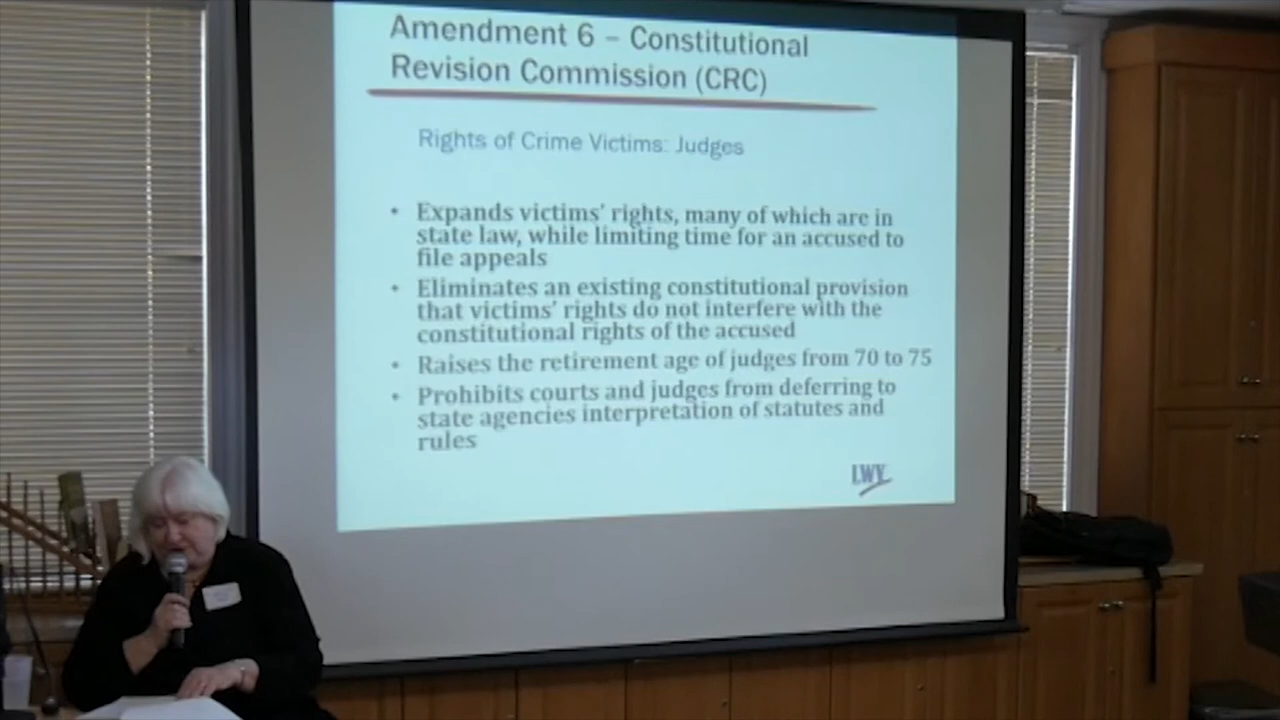 Amendment 6 – Constitutional
Revision Commission (CRC)
Rights of Crime Victims: Judges
• Expands victims' rights, many of which are in
state law, while limiting time for an accused to
file appeals
• Eliminates an existing constitutional provision
that victims' rights do not interfere with the
constitutional rights of the accused
• Raises the retirement age of judges from 70 to 75
• Prohibits courts and judges from deferring to
state agencies interpretation of statutes and
rules
LWV